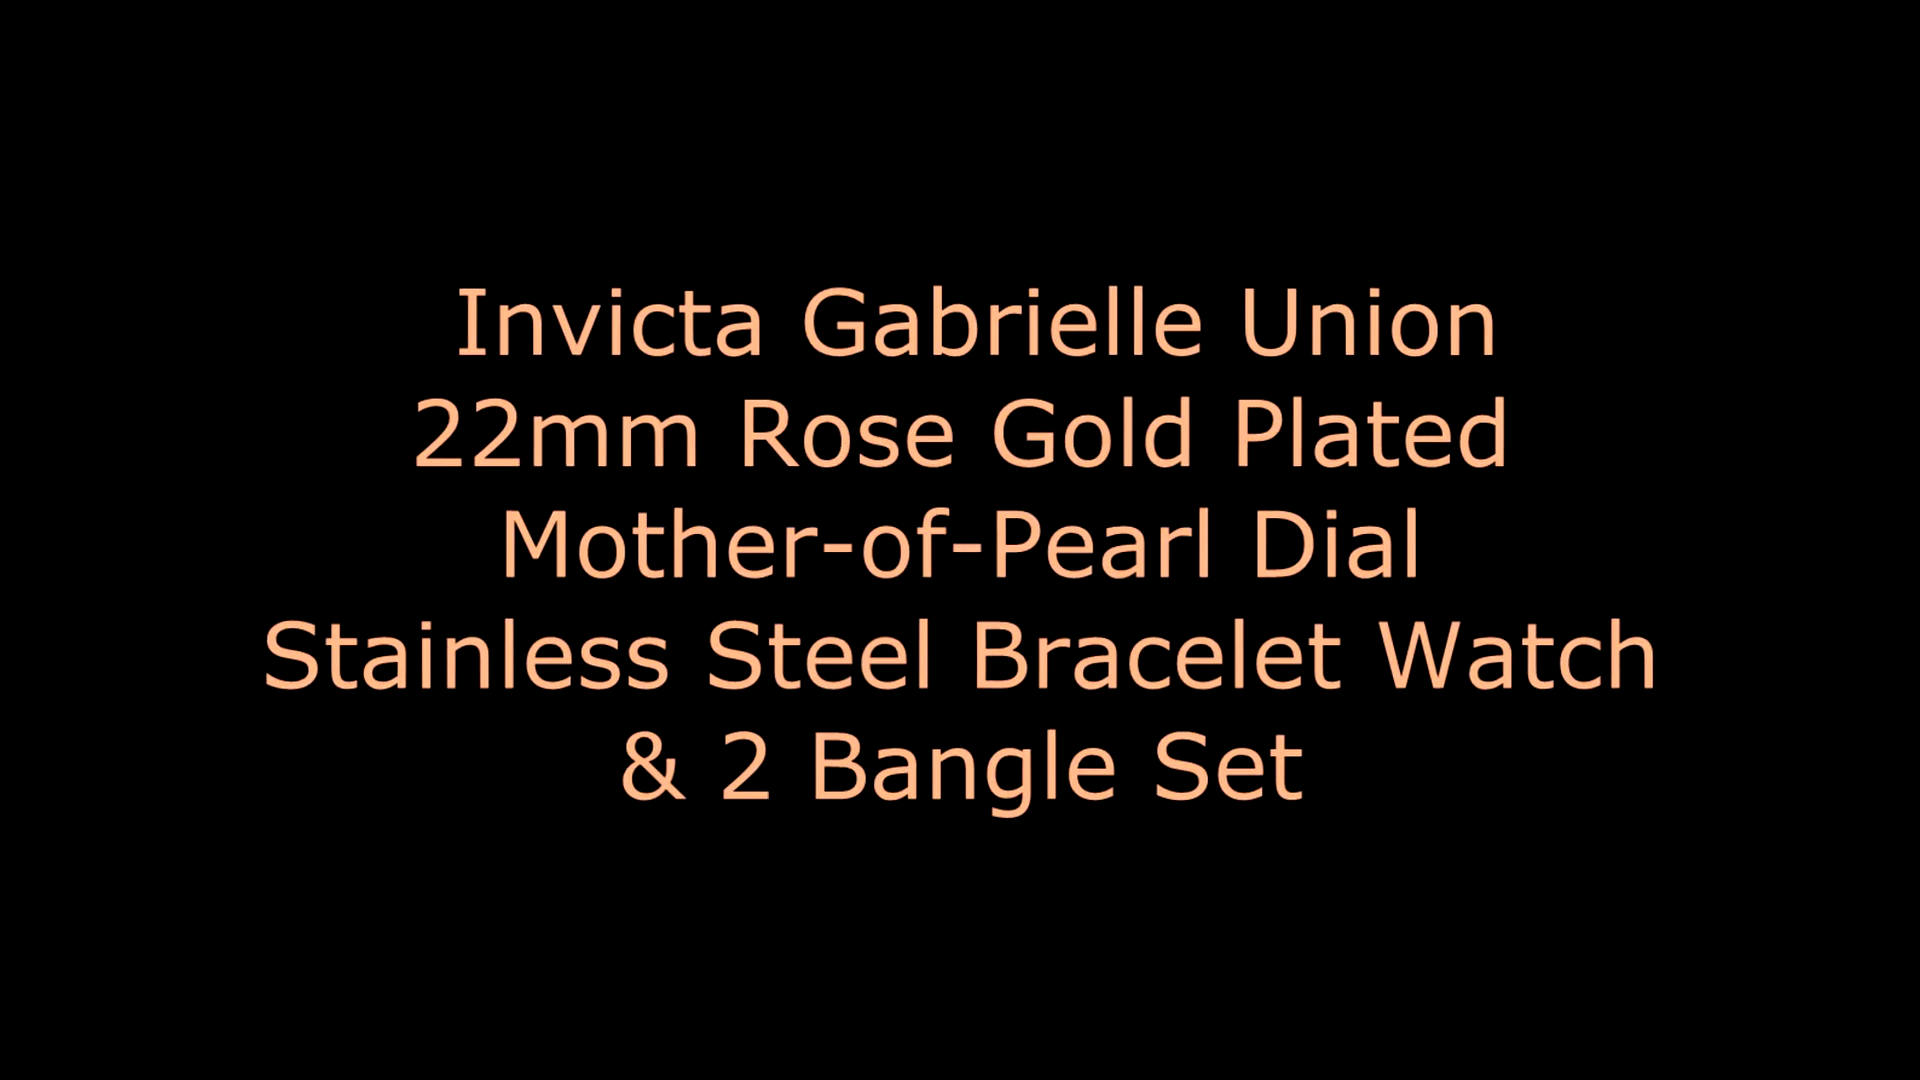 Invicta Gabrielle Union
22mm Rose Gold Plated
Mother-of-Pearl Dial
Stainless Steel Bracelet Watch
& 2 Bangle Set